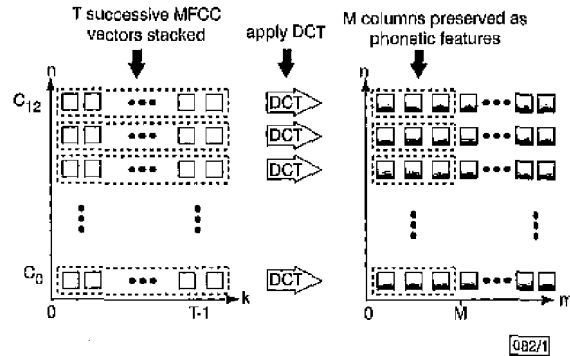 T successive MFCC
vectors stacked
apply DCT
M columns preserved as
phonetic features
n
n
C12
DCT
DCT
DCT
C0
DCT
0
T-1
k
0
M
m
082/1